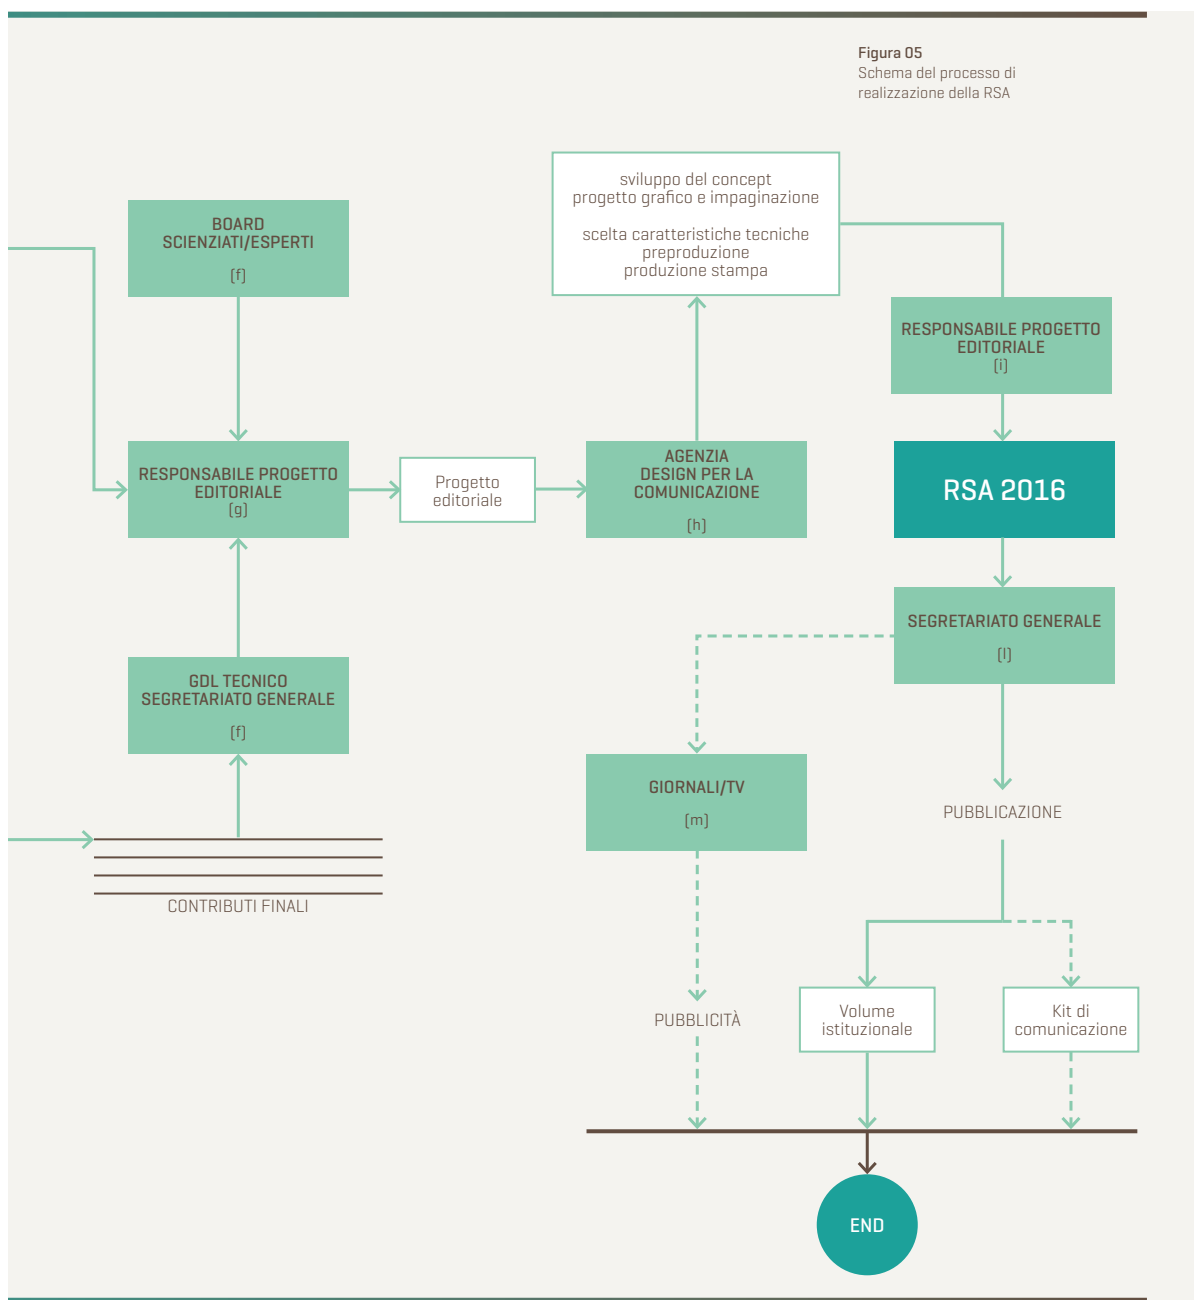 Figura 05
Schema del processo di
realizzazione della RSA
sviluppo del concept
progetto grafico e impaginazione
scelta caratteristiche tecniche
preproduzione
produzione stampa
BOARD
SCIENZIATI/ESPERTI
(f)
RESPONSABILE PROGETTO
EDITORIALE
(i)
RESPONSABILE PROGETTO
EDITORIALE
(g)
Progetto
editoriale
AGENZIA
DESIGN PER LA
COMUNICAZIONE
(h)
RSA 2016
SEGRETARIATO GENERALE
(l)
GDL TECNICO
SEGRETARIATO GENERALE
(f)
GIORNALI/TV
(m)
PUBBLICAZIONE
CONTRIBUTI FINALI
PUBBLICITÀ
Volume
istituzionale
Kit di
comunicazione
END